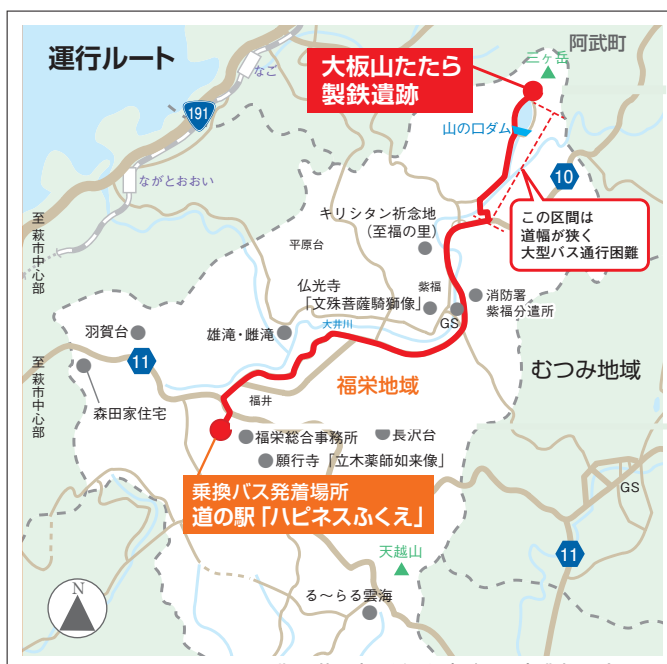 運行ルート
大板山たたら
製鉄遺跡
三ヶ岳
阿武町
なご
191
山の口ダム
ながとおおい
10
至 萩市中心部
キリシタン祈念地
(至福の里)
この区間は
道幅が狭く
大型バス通行困難
平原台
仏光寺
「文殊菩薩騎獅像」
紫福
消防署
紫福分遣所
GS
羽賀台
雄滝・雌滝
大井川
至 萩市中心部
11
福栄地域
むつみ地域
森田家住宅
福井
福栄総合事務所
長沢台
願行寺「立木薬師如来像」
乗換バス発着場所
道の駅「ハピネスふくえ」
GS
11
天越山
N
る〜らる雲海